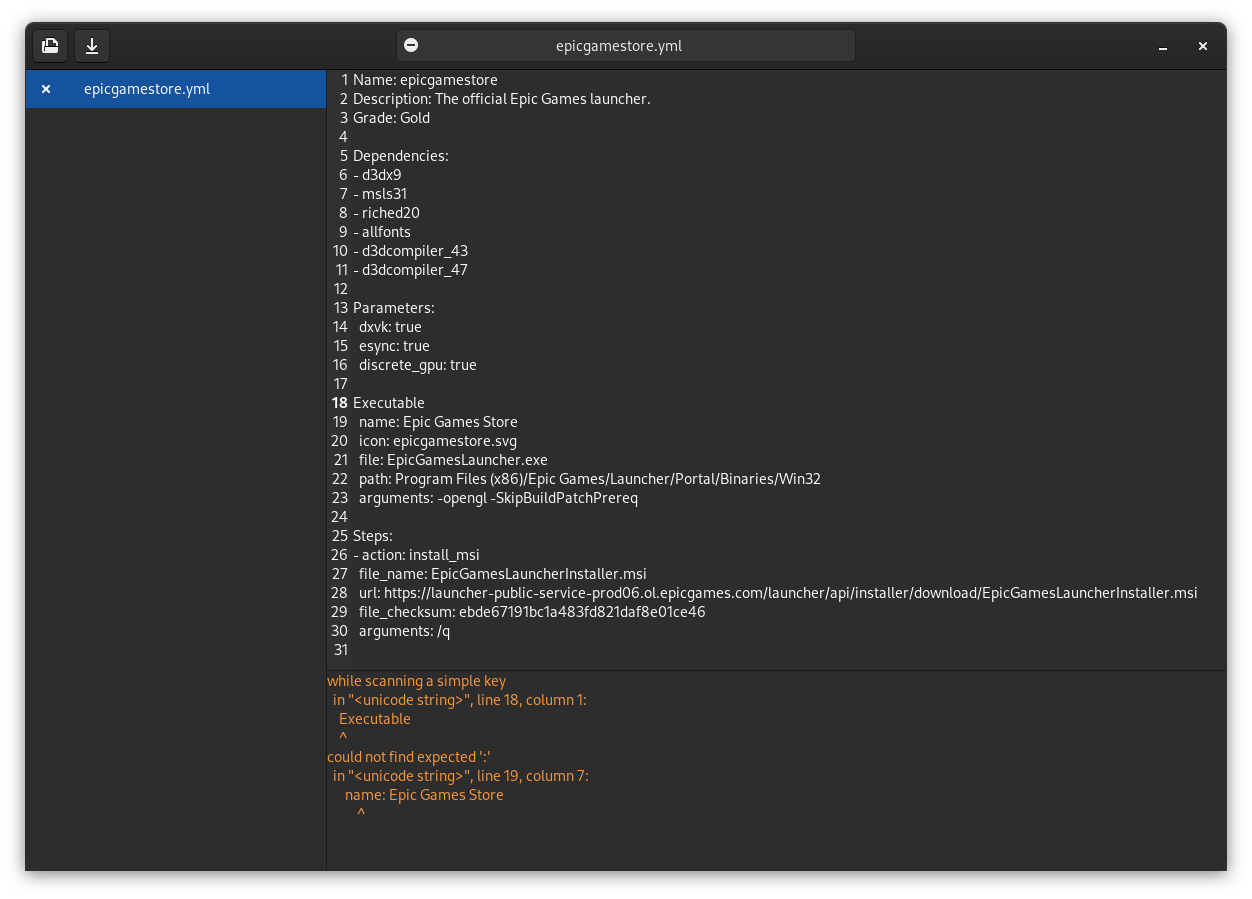 epicgamestore.yml
epicgamestore.yml
1 Name: epicgamestore
2 Description: The official Epic Games launcher.
3 Grade: Gold
4
5 Dependencies:
6 - d3dx9
7 - msls31
8 - riched20
9 - allfonts
10 - d3dcompiler_43
11 - d3dcompiler_47
12
13 Parameters:
14 dxvk: true
15 esync: true
16 discrete_gpu: true
17
18 Executable
19 name: Epic Games Store
20 icon: epicgamestore.svg
21 file: EpicGamesLauncher.exe
22 path: Program Files (x86)/Epic Games/Launcher/Portal/Binaries/Win32
23 arguments: -opengl -SkipBuildPatchPrereq
24
25 Steps:
26 - action: install_msi
27 file_name: EpicGamesLauncherInstaller.msi
28 url: https://launcher-public-service-prod06.ol.epicgames.com/launcher/api/installer/download/EpicGamesLauncherInstaller.msi
29 file_checksum: ebde67191bc1a483fd821daf8e01ce46
30 arguments: /q
31
while scanning a simple key
in "<unicode string>", line 18, column 1:
Executable
^
could not find expected ':'
in "<unicode string>", line 19, column 7:
name: Epic Games Store
^